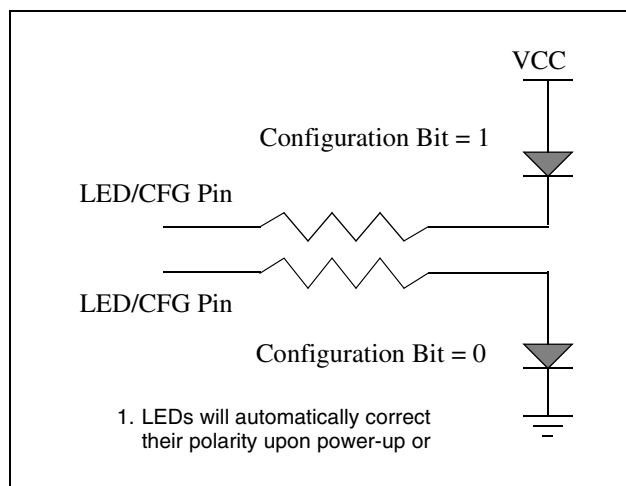 VCC
Configuration Bit = 1
LED/CFG Pin
LED/CFG Pin
Configuration Bit = 0
1. LEDs will automatically correct
their polarity upon power-up or